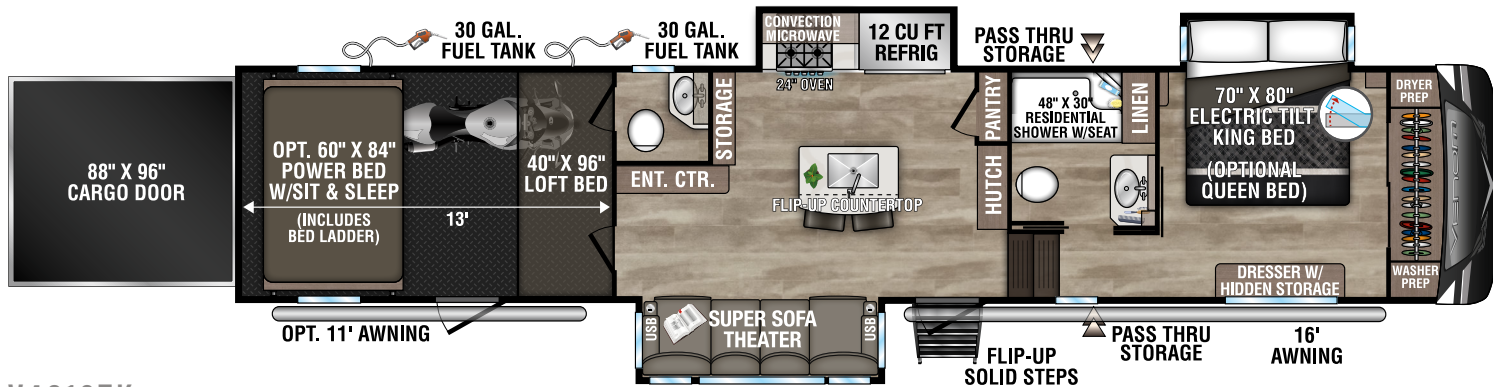 88" X 96"
CARGO DOOR
30 GAL.
FUEL TANK
30 GAL.
FUEL TANK
OPT. 60" X 84"
POWER BED
W/SIT & SLEEP
(INCLUDES
BED LADDER)
13'
40" X 96"
LOFT BED
OPT. 11' AWNING
STORAGE
ENT. CTR.
CONVECTION
MICROWAVE
24" OVEN
12 CU FT
REFRIG
FLIP-UP COUNTERTOP
USB
SUPER SOFA
THEATER
USB
PANTRY
HUTCH
PASS THRU
STORAGE
48" X 30"
RESIDENTIAL
SHOWER W/SEAT
LINEN
FLIP-UP
SOLID STEPS
PASS THRU
STORAGE
70" X 80"
ELECTRIC TILT
KING BED
(OPTIONAL
QUEEN BED)
DRESSER W/
HIDDEN STORAGE
16'
AWNING
DRYER
PREP
WASHER
PREP
VENOM